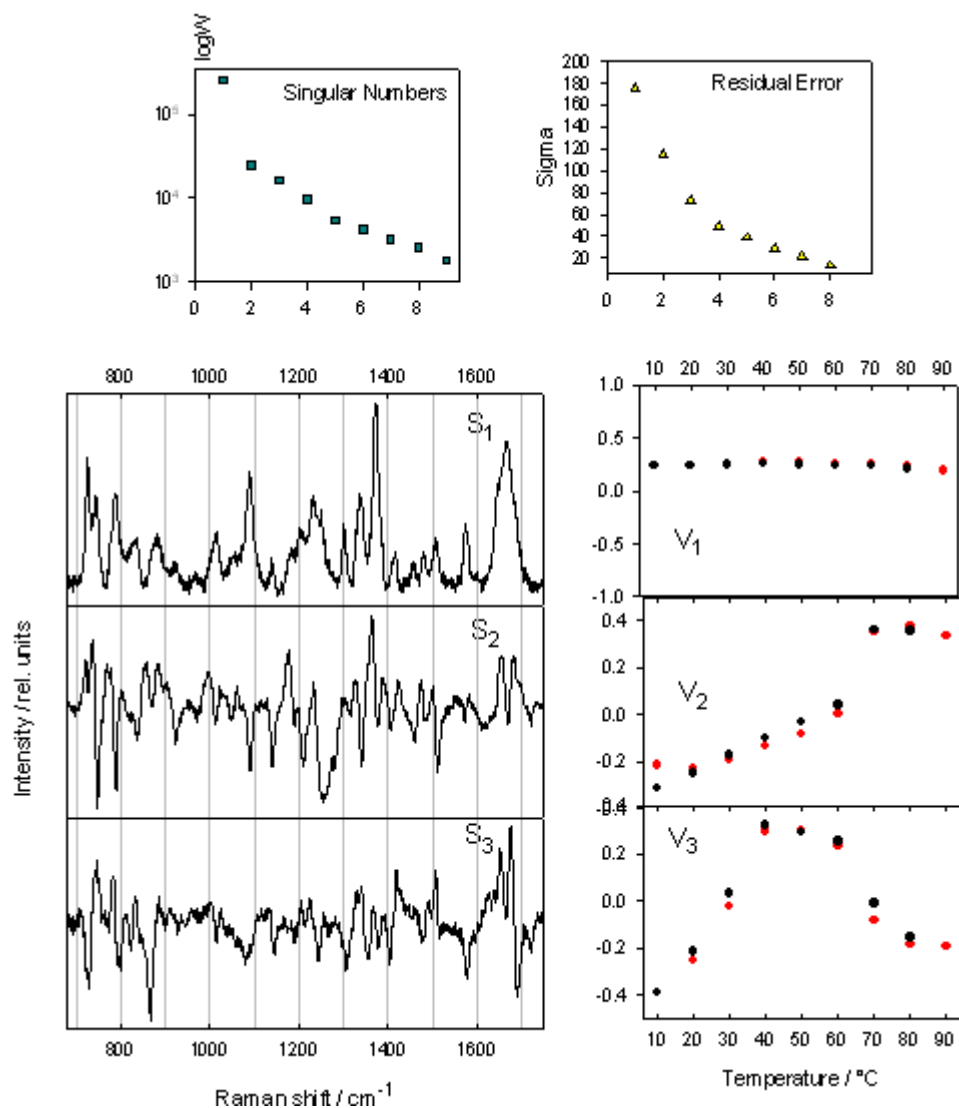 logW
Singular Numbers
10⁵
10⁴
10³
0 2 4 6 8
Residual Error
Sigma
200
180
160
140
120
100
80
60
40
20
0 2 4 6 8
800 1000 1200 1400 1600
S₁
S₂
S₃
Intensity / rel. units
800 1000 1200 1400 1600
Raman shift / cm⁻¹
10 20 30 40 50 60 70 80 90
1.0
0.5
0.0
-0.5
-1.0
V₁
0.4
0.2
0.0
-0.2
-0.4
V₂
0.4
0.2
0.0
-0.2
-0.4
V₃
10 20 30 40 50 60 70 80 90
Temperature / °C